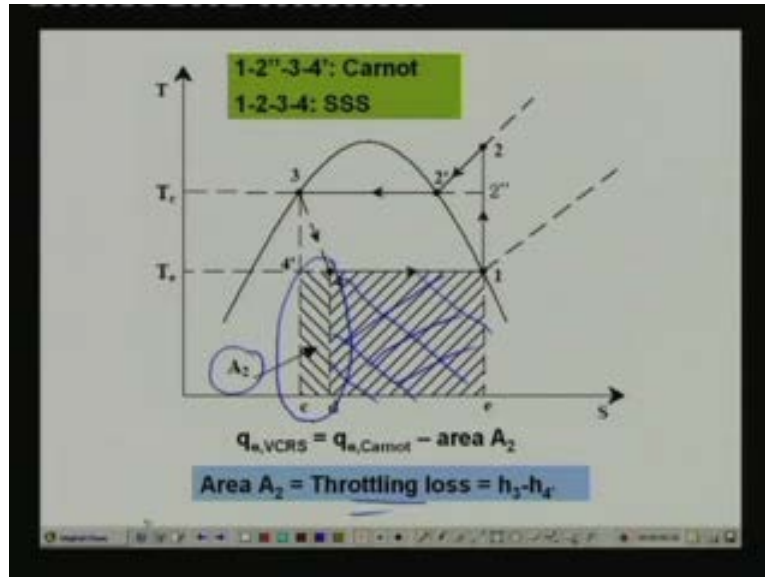 1-2"-3-4': Carnot
1-2-3-4: SSS
T
2
3
2'
2"
Tc
4'
4
1
Te
A2
c
d
e
S
qe,VCRS = qe,Carnot – area A2
Area A2 = Throttling loss = h3-h4'